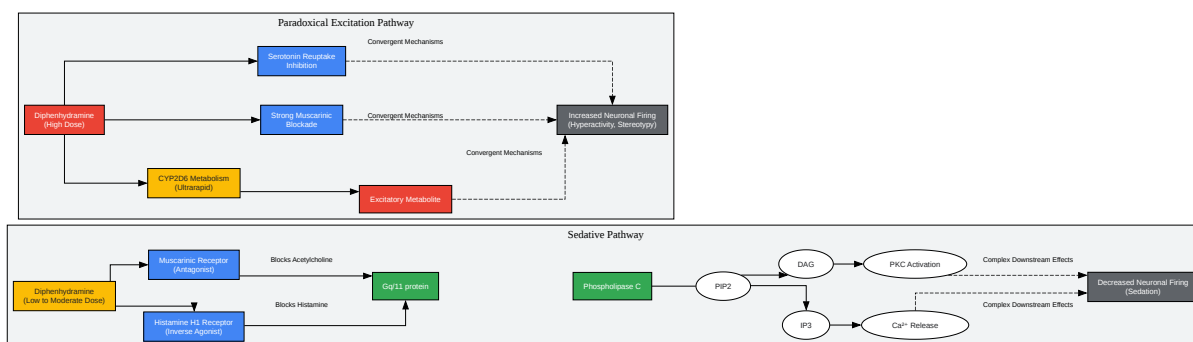 Paradoxical Excitation Pathway
Convergent Mechanisms
Serotonin Reuptake
Inhibition
Diphenhydramine
(High Dose)
Strong Muscarinic
Blockade
Convergent Mechanisms
Increased Neuronal Firing
(Hyperactivity, Stereotypy)
Convergent Mechanisms
CYP2D6 Metabolism
(Ultrarapid)
Excitatory Metabolite
Sedative Pathway
Muscarinic Receptor
(Antagonist)
Blocks Acetylcholine
DAG
PKC Activation
Complex Downstream Effects
Diphenhydramine
(Low to Moderate Dose)
Gq/11 protein
Phospholipase C
PIP2
Decreased Neuronal Firing
(Sedation)
Blocks Histamine
Complex Downstream Effects
Histamine H1 Receptor
(Inverse Agonist)
IP3
Ca²⁺ Release